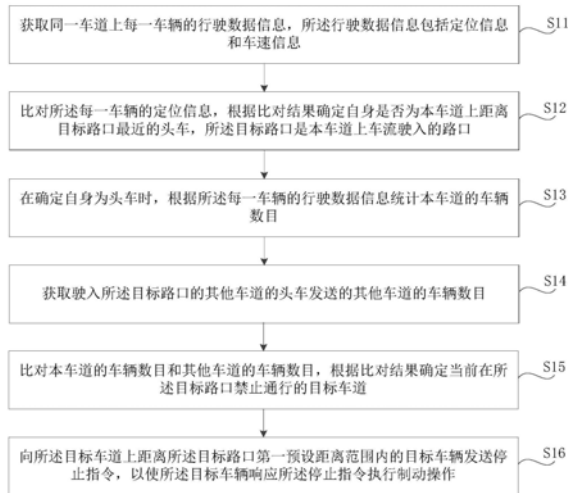 获取同一车道上每一车辆的行驶数据信息，所述行驶数据信息包括定位信息
和车速信息
S11
比对所述每一车辆的定位信息，根据比对结果确定自身是否为本车道上距离
目标路口最近的头车，所述目标路口是本车道上车流驶入的路口
S12
在确定自身为头车时，根据所述每一车辆的行驶数据信息统计本车道的车辆
数目
S13
获取驶入所述目标路口的其他车道的头车发送的其他车道的车辆数目
S14
比对本车道的车辆数目和其他车道的车辆数目，根据比对结果确定当前在所
述目标路口禁止通行的目标车道
S15
向所述目标车道上距离所述目标路口第一预设距离范围内的目标车辆发送停
止指令，以使所述目标车辆响应所述停止指令执行制动操作
S16